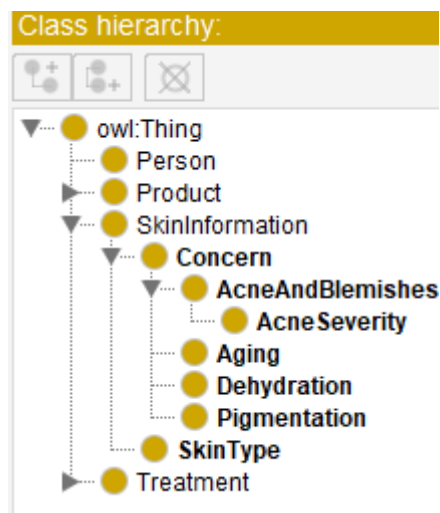 Class hierarchy:
owl:Thing
Person
Product
SkinInformation
Concern
AcneAndBlemishes
AcneSeverity
Aging
Dehydration
Pigmentation
SkinType
Treatment